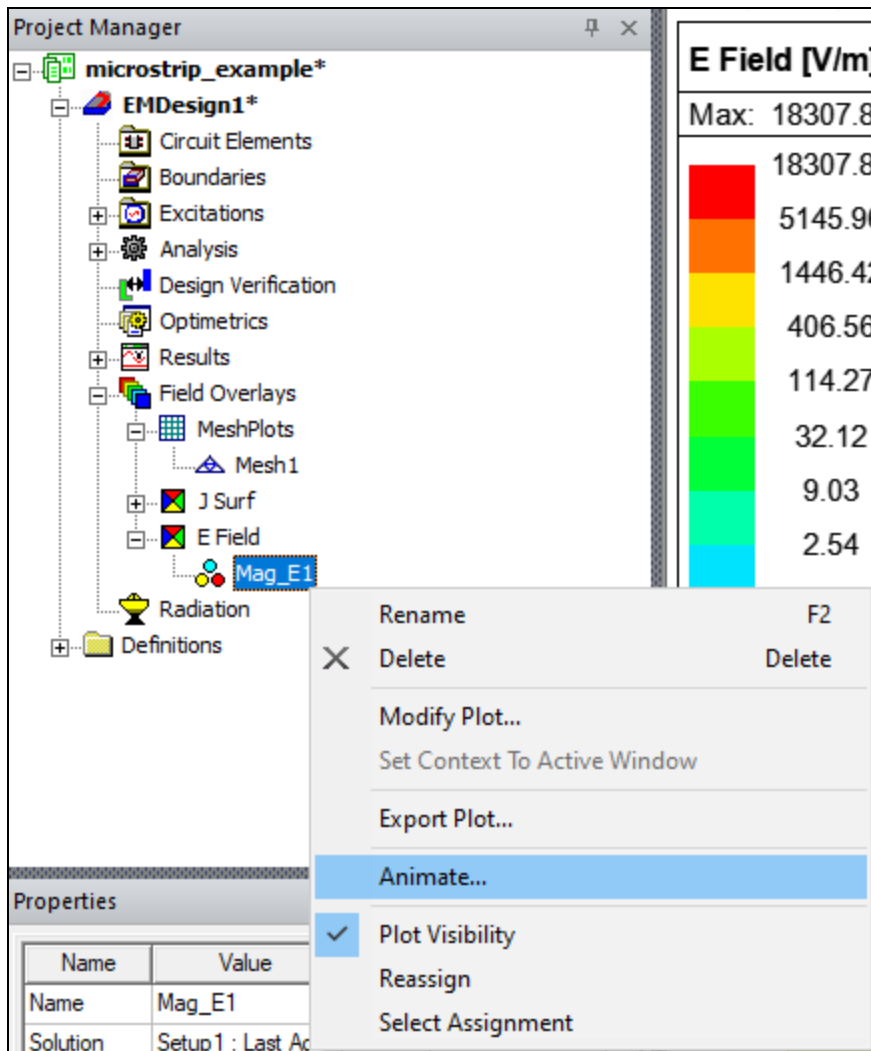 Project Manager
microstrip_example*
EMDesign1*
Circuit Elements
Boundaries
Excitations
Analysis
Design Verification
Optimetrics
Results
Field Overlays
MeshPlots
Mesh1
J Surf
E Field
Mag_E1
Radiation
Definitions
E Field [V/m]
Max: 18307.8
18307.8
5145.96
1446.42
406.56
114.27
32.12
9.03
2.54
Rename F2
Delete Delete
Modify Plot...
Set Context To Active Window
Export Plot...
Animate...
Plot Visibility
Reassign
Select Assignment
Properties
Name Value
Name Mag_E1
Solution Setup1 : Last